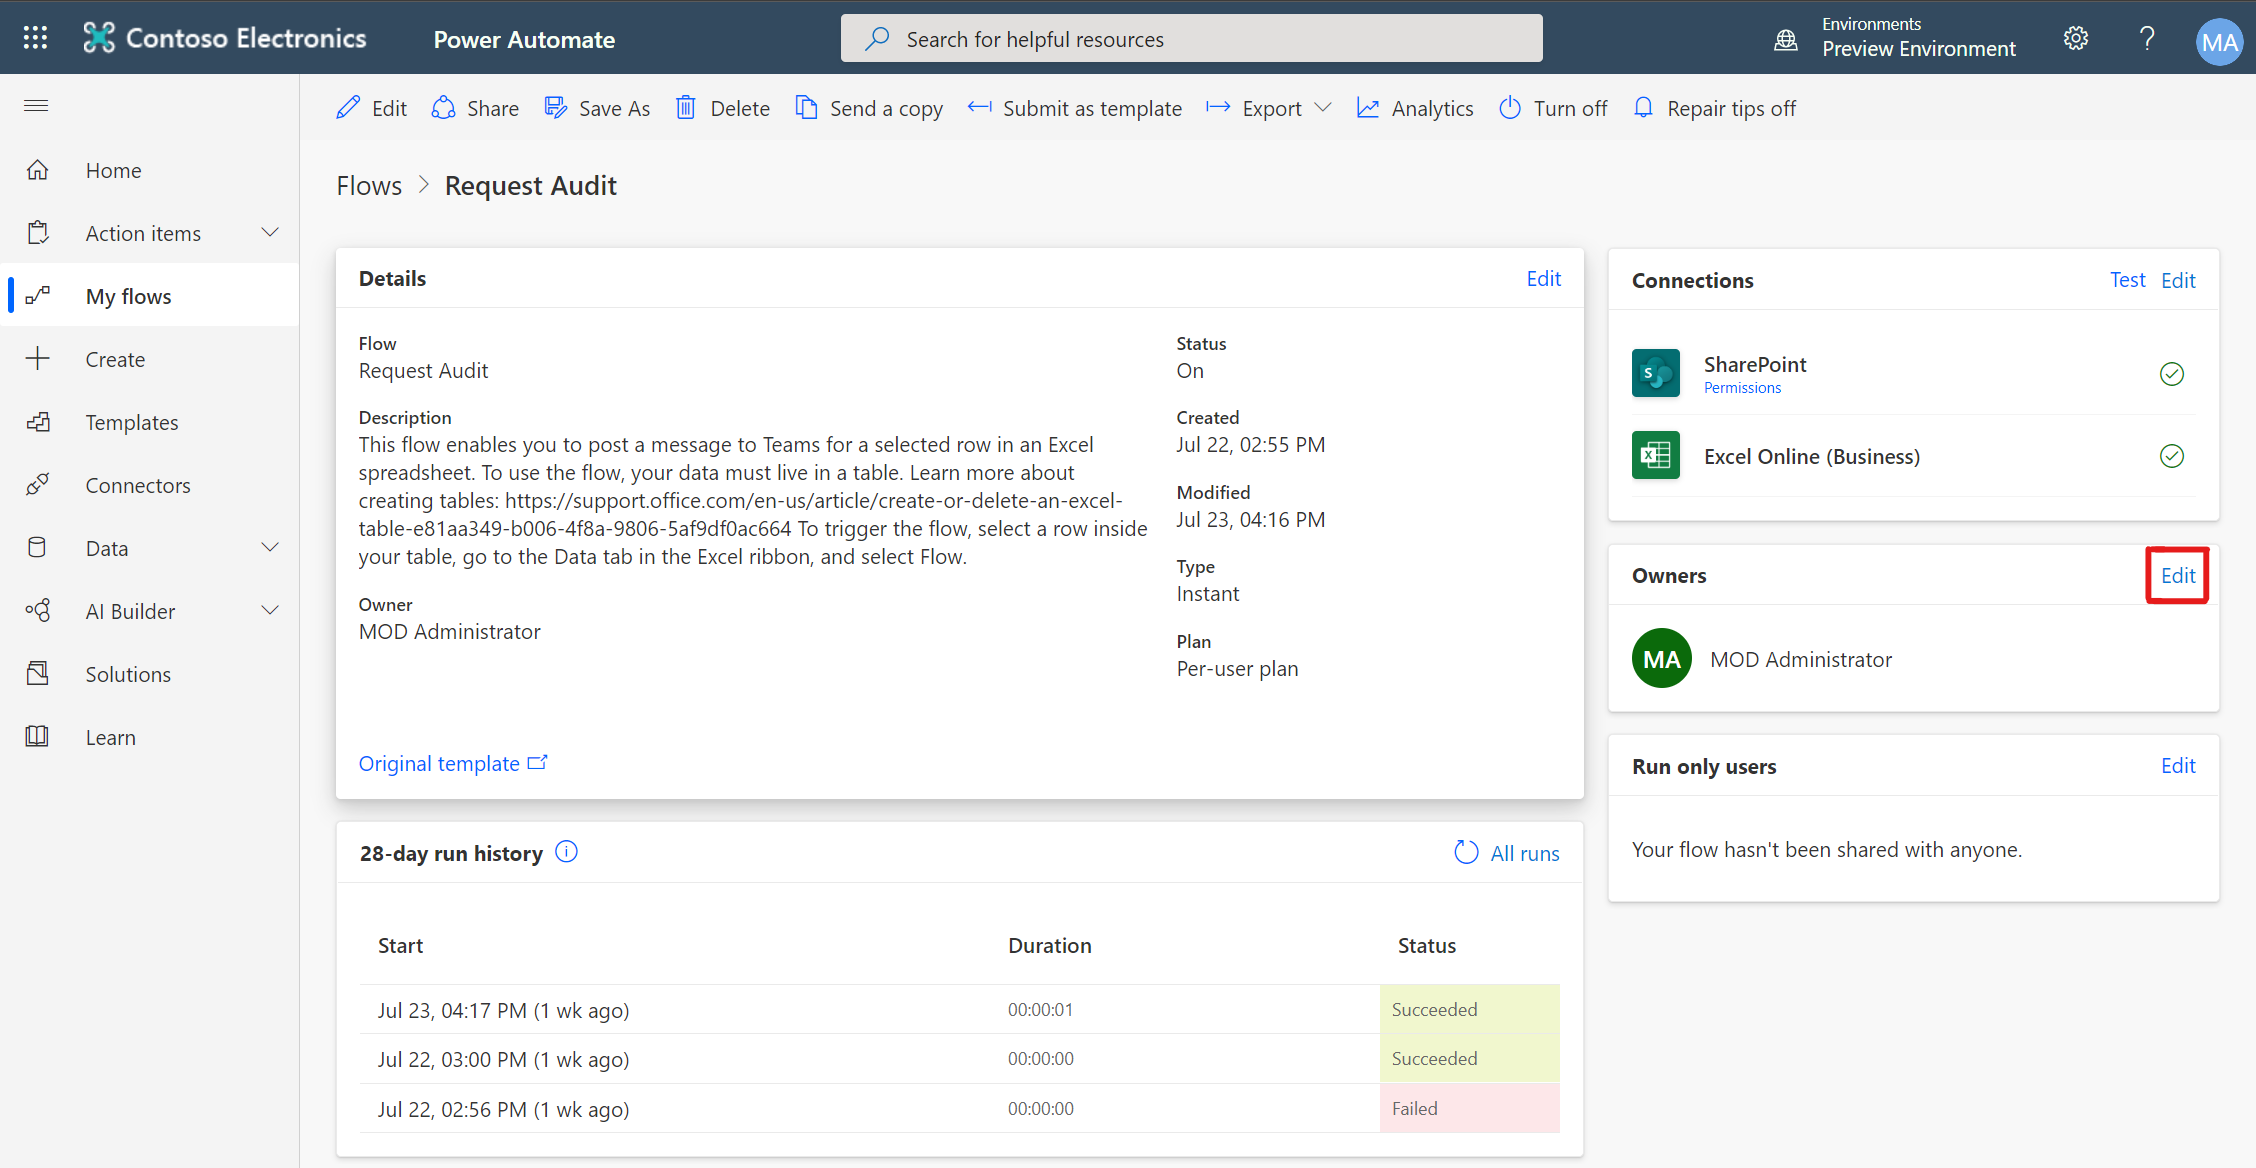 Contoso Electronics
Power Automate
Search for helpful resources
Environments
Preview Environment
?
MA
Edit
Share
Save As
Delete
Send a copy
Submit as template
Export
Analytics
Turn off
Repair tips off
Home
Action items
My flows
Create
Templates
Connectors
Data
AI Builder
Solutions
Learn
Flows > Request Audit
Details
Edit
Flow
Request Audit
Description
This flow enables you to post a message to Teams for a selected row in an Excel
spreadsheet. To use the flow, your data must live in a table. Learn more about
creating tables: https://support.office.com/en-us/article/create-or-delete-an-excel-
table-e81aa349-b006-4f8a-9806-5af9df0ac664 To trigger the flow, select a row inside
your table, go to the Data tab in the Excel ribbon, and select Flow.
Owner
MOD Administrator
Status
On
Created
Jul 22, 02:55 PM
Modified
Jul 23, 04:16 PM
Type
Instant
Plan
Per-user plan
Original template
28-day run history
All runs
Start Duration Status
Jul 23, 04:17 PM (1 wk ago) 00:00:01 Succeeded
Jul 22, 03:00 PM (1 wk ago) 00:00:00 Succeeded
Jul 22, 02:56 PM (1 wk ago) 00:00:00 Failed
Connections
Test Edit
S
SharePoint
Permissions
X
Excel Online (Business)
Owners
Edit
MA
MOD Administrator
Run only users
Edit
Your flow hasn't been shared with anyone.